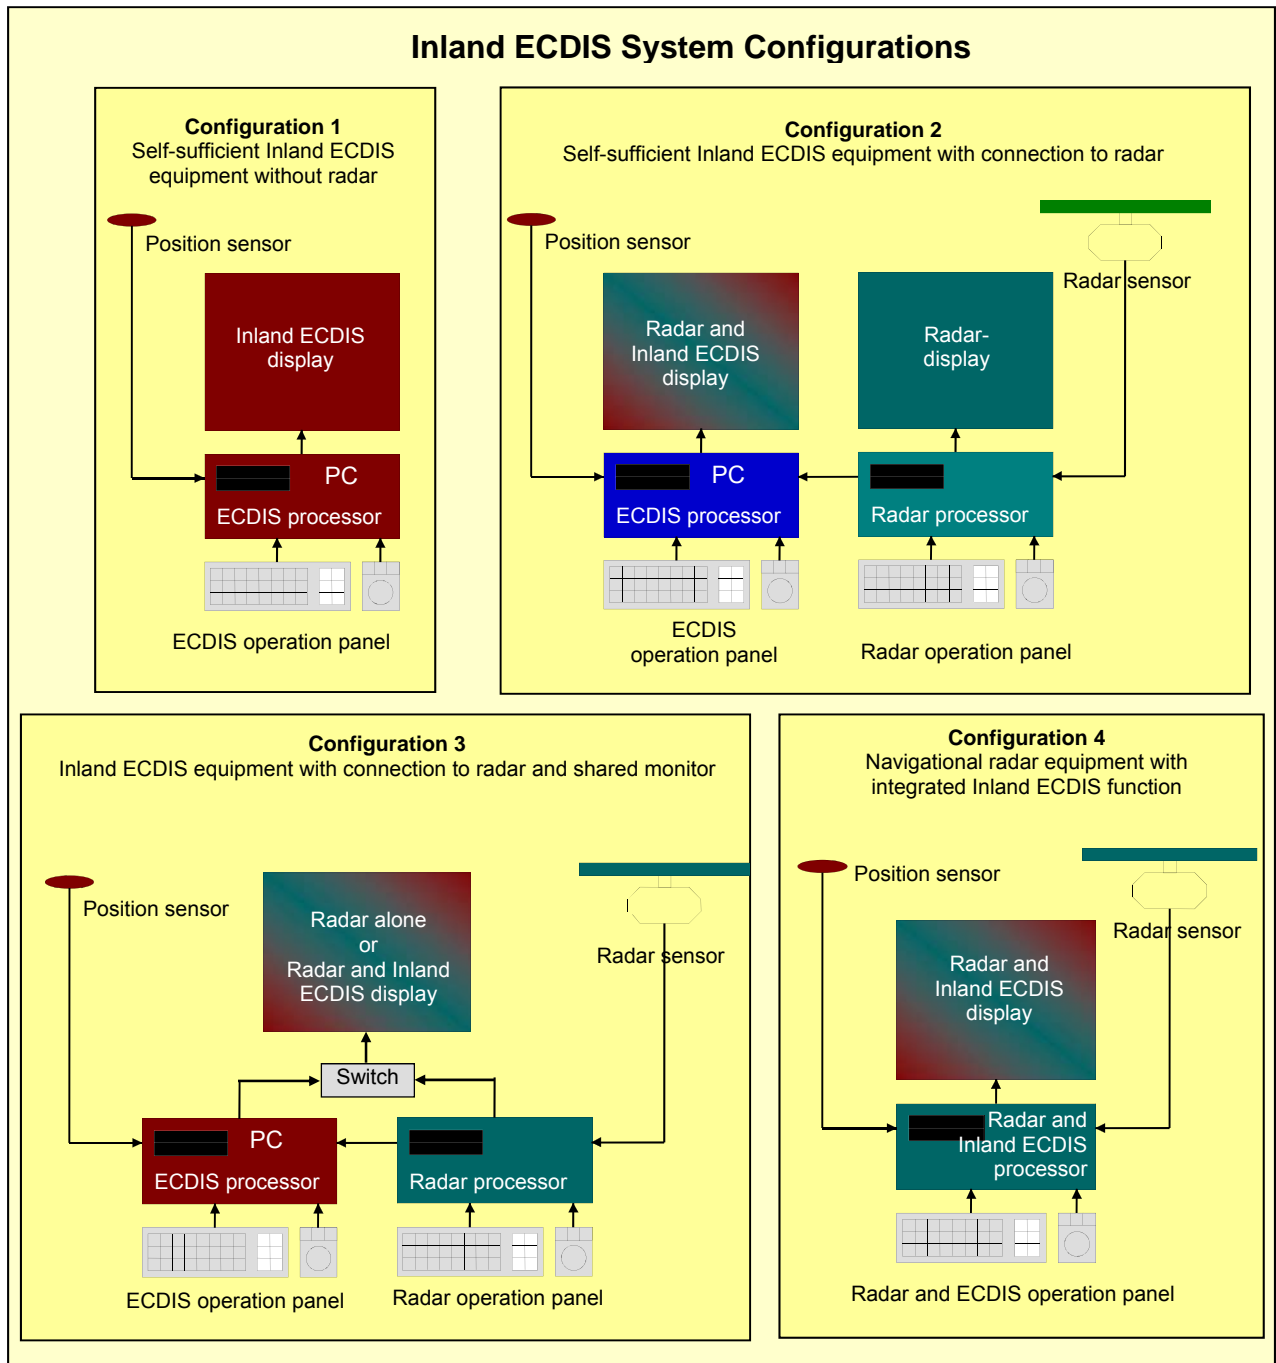 Inland ECDIS System Configurations
Configuration 1
Self-sufficient Inland ECDIS
equipment without radar
Position sensor
Inland ECDIS
display
PC
ECDIS processor
ECDIS operation panel
Configuration 2
Self-sufficient Inland ECDIS equipment with connection to radar
Position sensor
Radar sensor
Radar and
Inland ECDIS
display
Radar-
display
PC
ECDIS processor
Radar processor
ECDIS
operation panel
Radar operation panel
Configuration 3
Inland ECDIS equipment with connection to radar and shared monitor
Position sensor
Radar alone
or
Radar and Inland
ECDIS display
Radar sensor
Switch
PC
ECDIS processor
Radar processor
ECDIS operation panel
Radar operation panel
Configuration 4
Navigational radar equipment with
integrated Inland ECDIS function
Position sensor
Radar sensor
Radar and
Inland ECDIS
display
Radar and
Inland ECDIS
processor
Radar and ECDIS operation panel